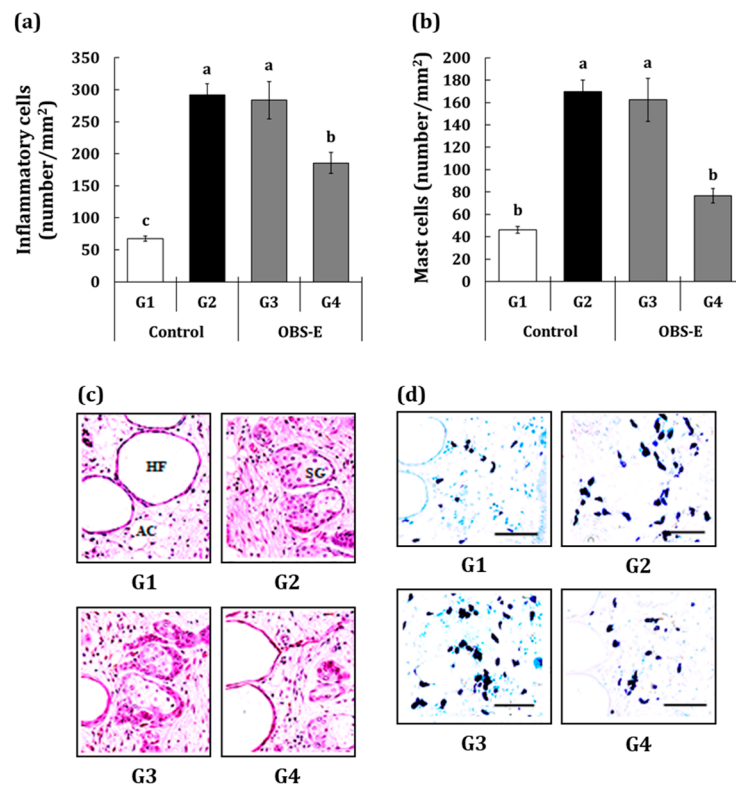 (a)
Inflammatory cells
(number/mm²)
350
300
250
200
150
100
50
0
c
a
a
b
G1
G2
G3
G4
Control
OBS-E
(b)
Mast cells (number/mm²)
200
180
160
140
120
100
80
60
40
20
0
b
a
a
b
G1
G2
G3
G4
Control
OBS-E
(c)
HF
AC
SG
G1
G2
G3
G4
(d)
G1
G2
G3
G4